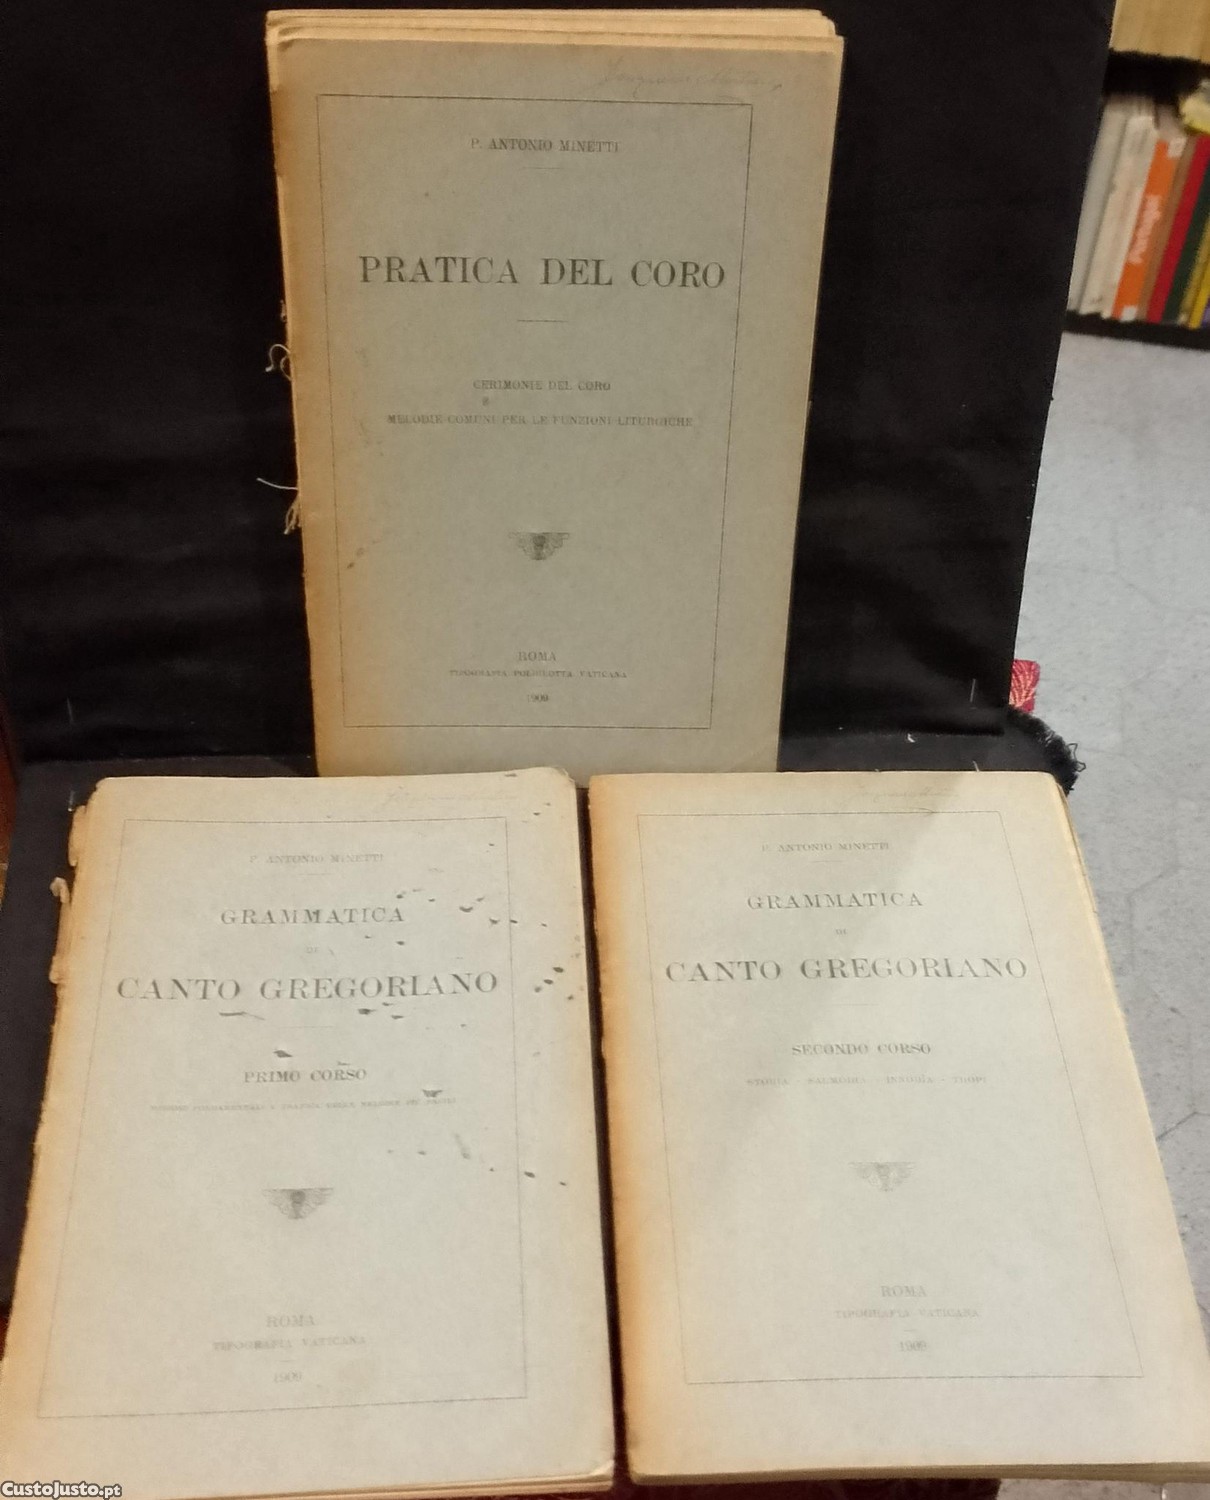 P. ANTONIO MINETTI
PRATICA DEL CORO
CERIMONIE DEL CORO
E
MELODIE COMUNI PER LE FUNZIONI LITURGICHE
ROMA
TIPOGRAFIA POLIGLOTTA VATICANA
1909
P. ANTONIO MINETTI
GRAMMATICA
DI
CANTO GREGORIANO
PRIMO CORSO
ROMA
TIPOGRAFIA VATICANA
1909
P. ANTONIO MINETTI
GRAMMATICA
DI
CANTO GREGORIANO
SECONDO CORSO
STORIA - SALMODIA - INNODIA - TROPI
ROMA
TIPOGRAFIA VATICANA
1909
Portugal
CustoJusto.pt